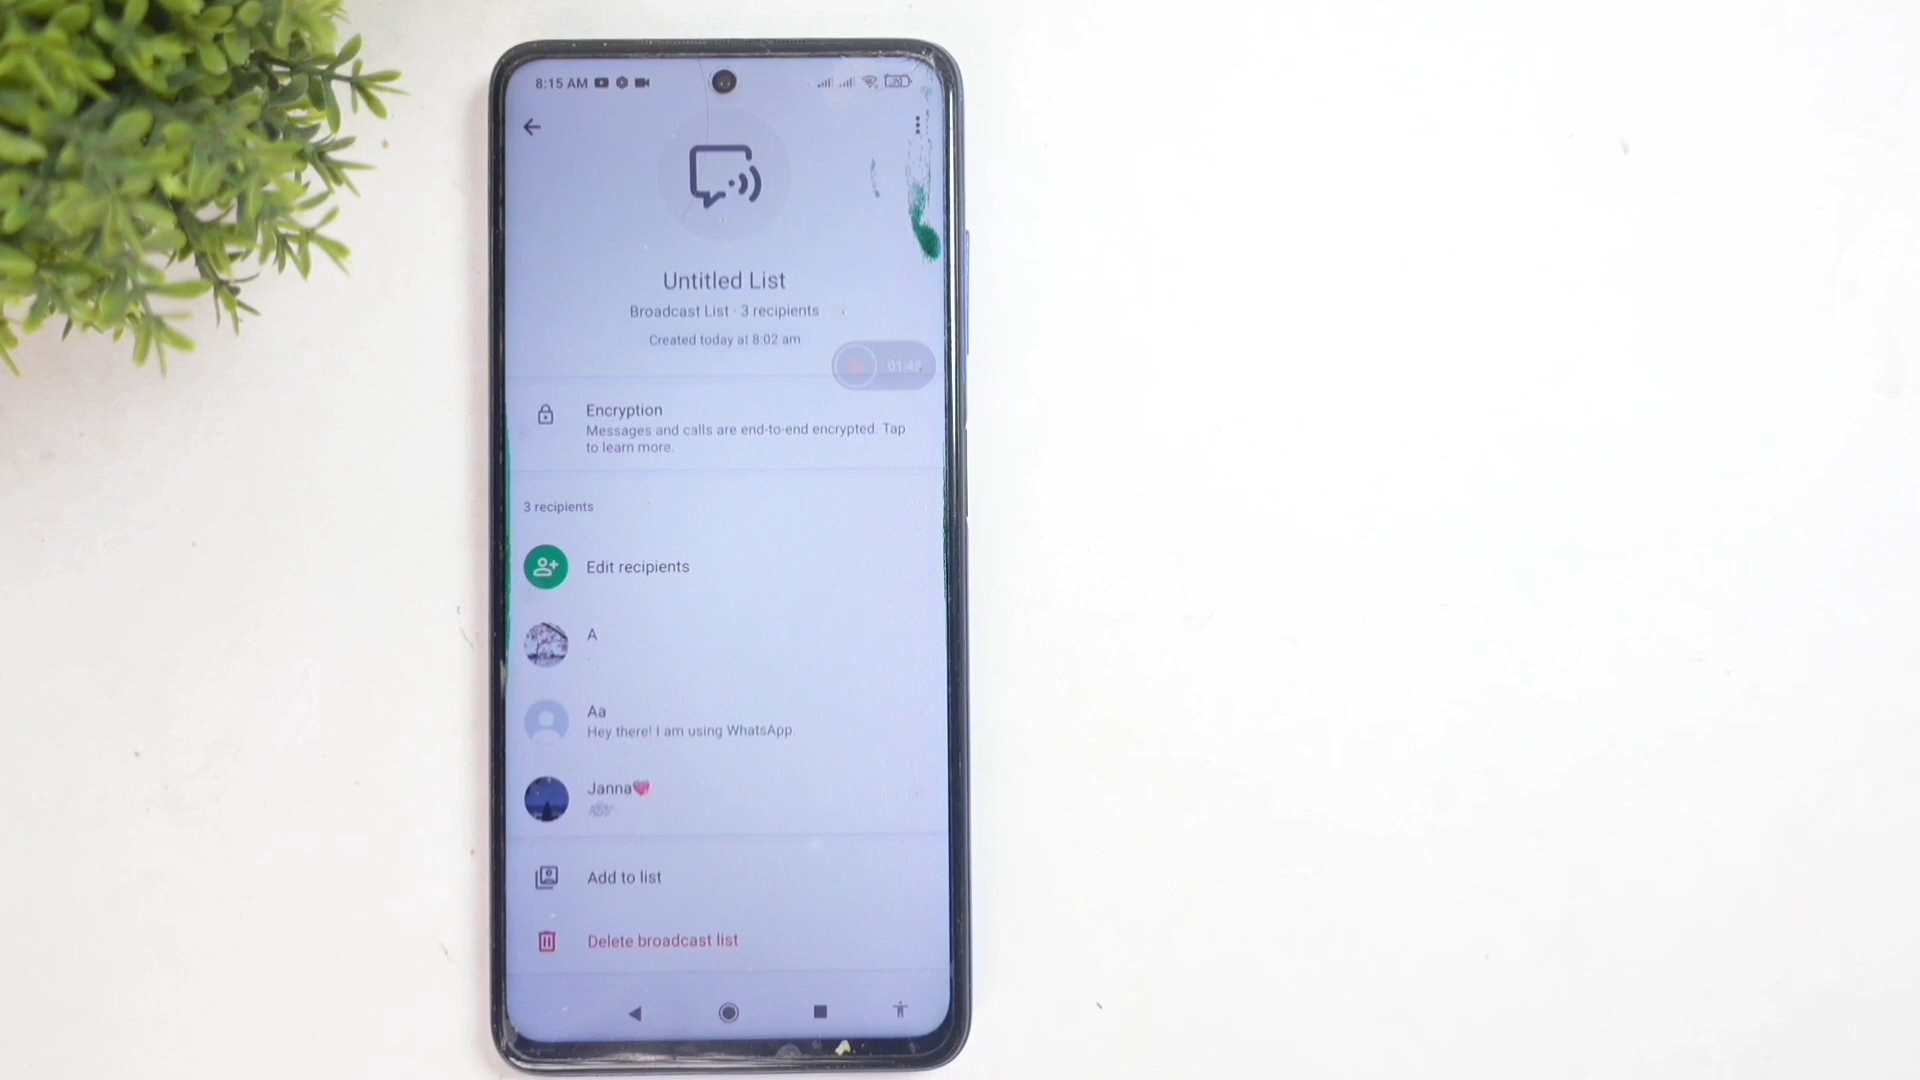 8:15 AM
Untitled List
Broadcast List · 3 recipients
Created today at 8:02 am
Encryption
Messages and calls are end-to-end encrypted. Tap
to learn more.
3 recipients
Edit recipients
A
Aa
Hey there! I am using WhatsApp.
Janna❤
Add to list
Delete broadcast list